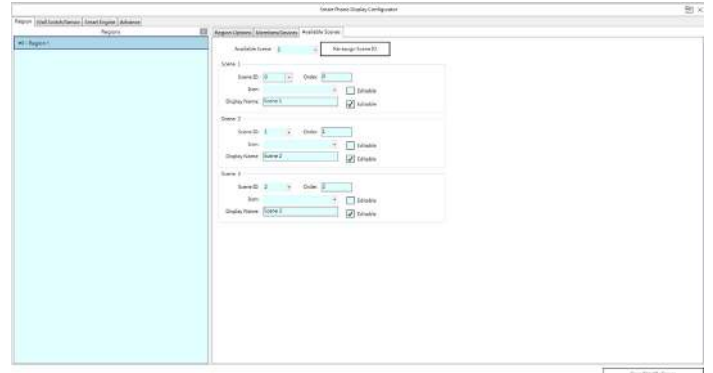 Smart Phone Display Configurator
Region Wall Switch/Sensor Smart Engine Advance
Regions
#0 : Region 1
Region Options Members/Devices Available Scenes
Available Scene 3 Re-assign Scene ID
Scene 1
Scene ID: 0 Order: 0
Icon: Editable
Display Name: Scene 1 Editable
Scene 2
Scene ID: 1 Order: 1
Icon: Editable
Display Name: Scene 2 Editable
Scene 3
Scene ID: 2 Order: 2
Icon: Editable
Display Name: Scene 3 Editable